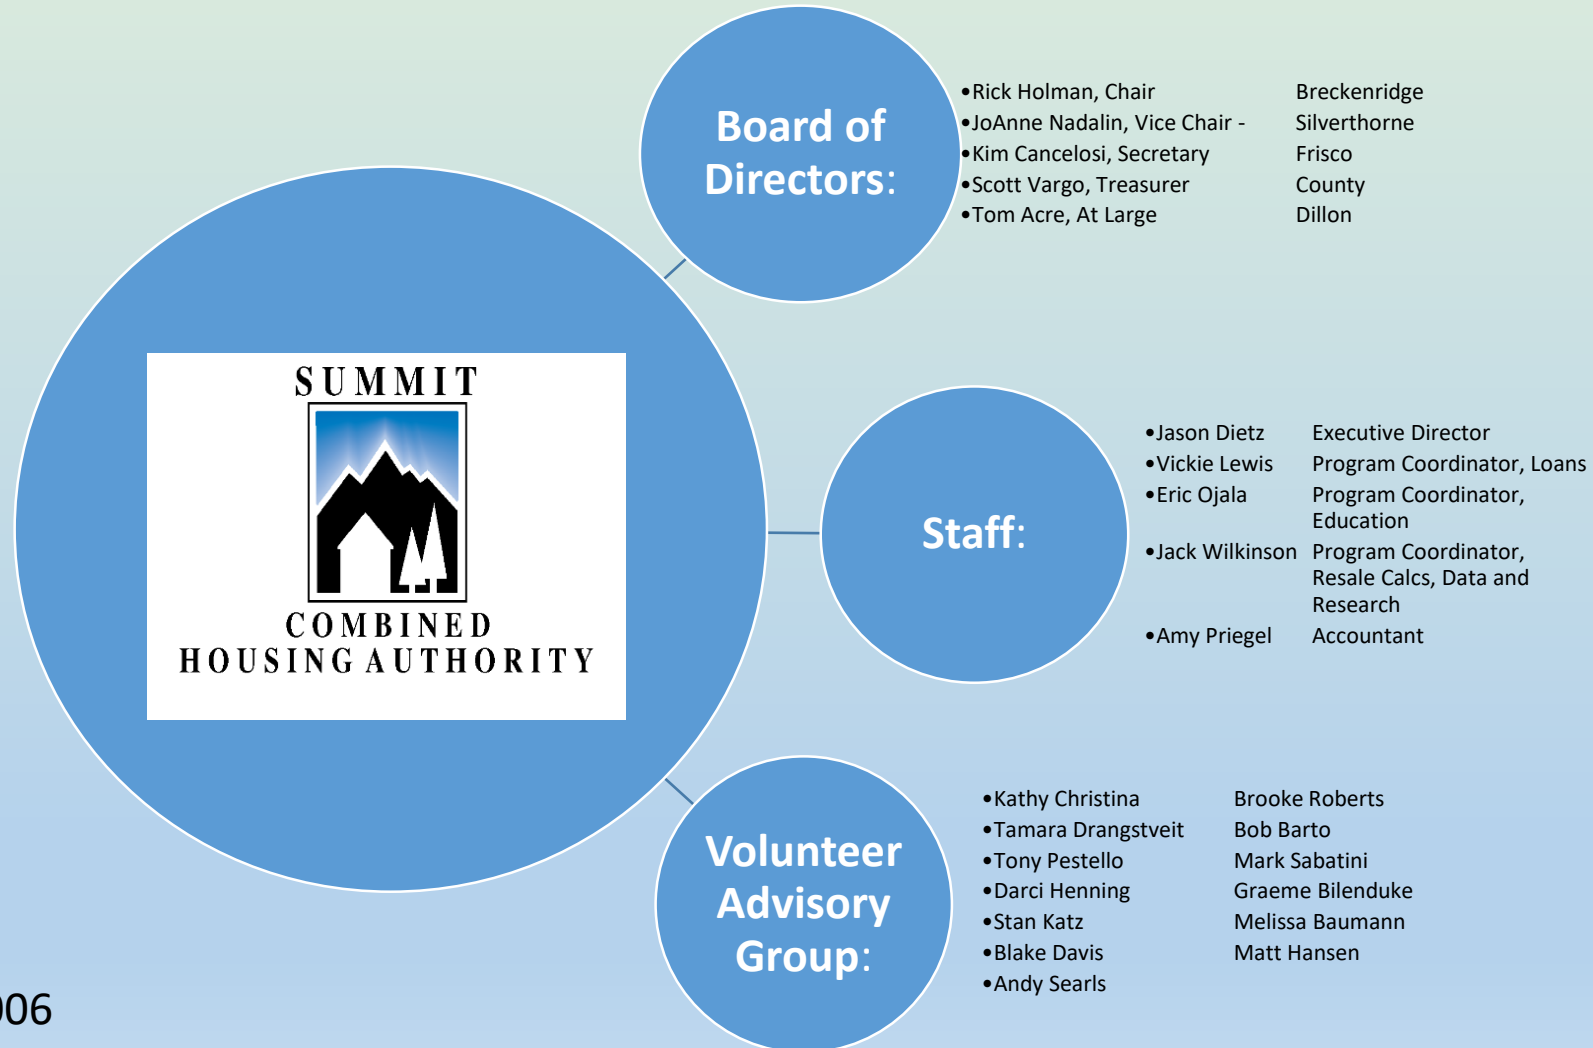 SUMMIT
COMBINED
HOUSING AUTHORITY
Board of
Directors:
•Rick Holman, Chair Breckenridge
•JoAnne Nadalin, Vice Chair - Silverthorne
•Kim Cancelosi, Secretary Frisco
•Scott Vargo, Treasurer County
•Tom Acre, At Large Dillon
Staff:
•Jason Dietz Executive Director
•Vickie Lewis Program Coordinator, Loans
•Eric Ojala Program Coordinator,
Education
•Jack Wilkinson Program Coordinator,
Resale Calcs, Data and
Research
•Amy Priegel Accountant
Volunteer
Advisory
Group:
•Kathy Christina Brooke Roberts
•Tamara Drangstveit Bob Barto
•Tony Pestello Mark Sabatini
•Darci Henning Graeme Bilenduke
•Stan Katz Melissa Baumann
•Blake Davis Matt Hansen
•Andy Searls